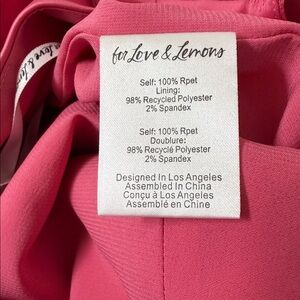 for Love & Lemons
Self: 100% Rpet
Lining:
98% Recycled Polyester
2% Spandex
Self: 100% Rpet
Doublure:
98% Recycled Polyester
2% Spandex
Designed In Los Angeles
Assembled In China
Conçu à Los Angeles
Assemblé en Chine